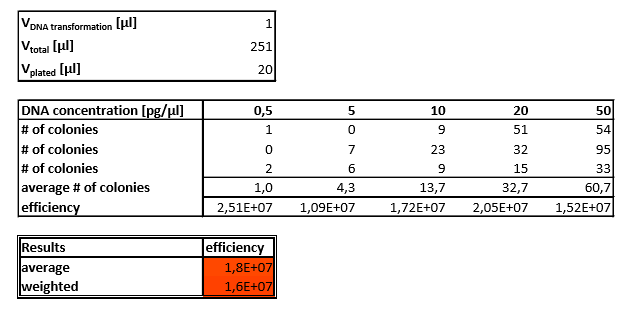 V DNA transformation [µl] 1
V total [µl] 251
V plated [µl] 20
DNA concentration [pg/µl] 0,5 5 10 20 50
# of colonies 1 0 9 51 54
# of colonies 0 7 23 32 95
# of colonies 2 6 9 15 33
average # of colonies 1,0 4,3 13,7 32,7 60,7
efficiency 2,51E+07 1,09E+07 1,72E+07 2,05E+07 1,52E+07
Results efficiency
average 1,8E+07
weighted 1,6E+07